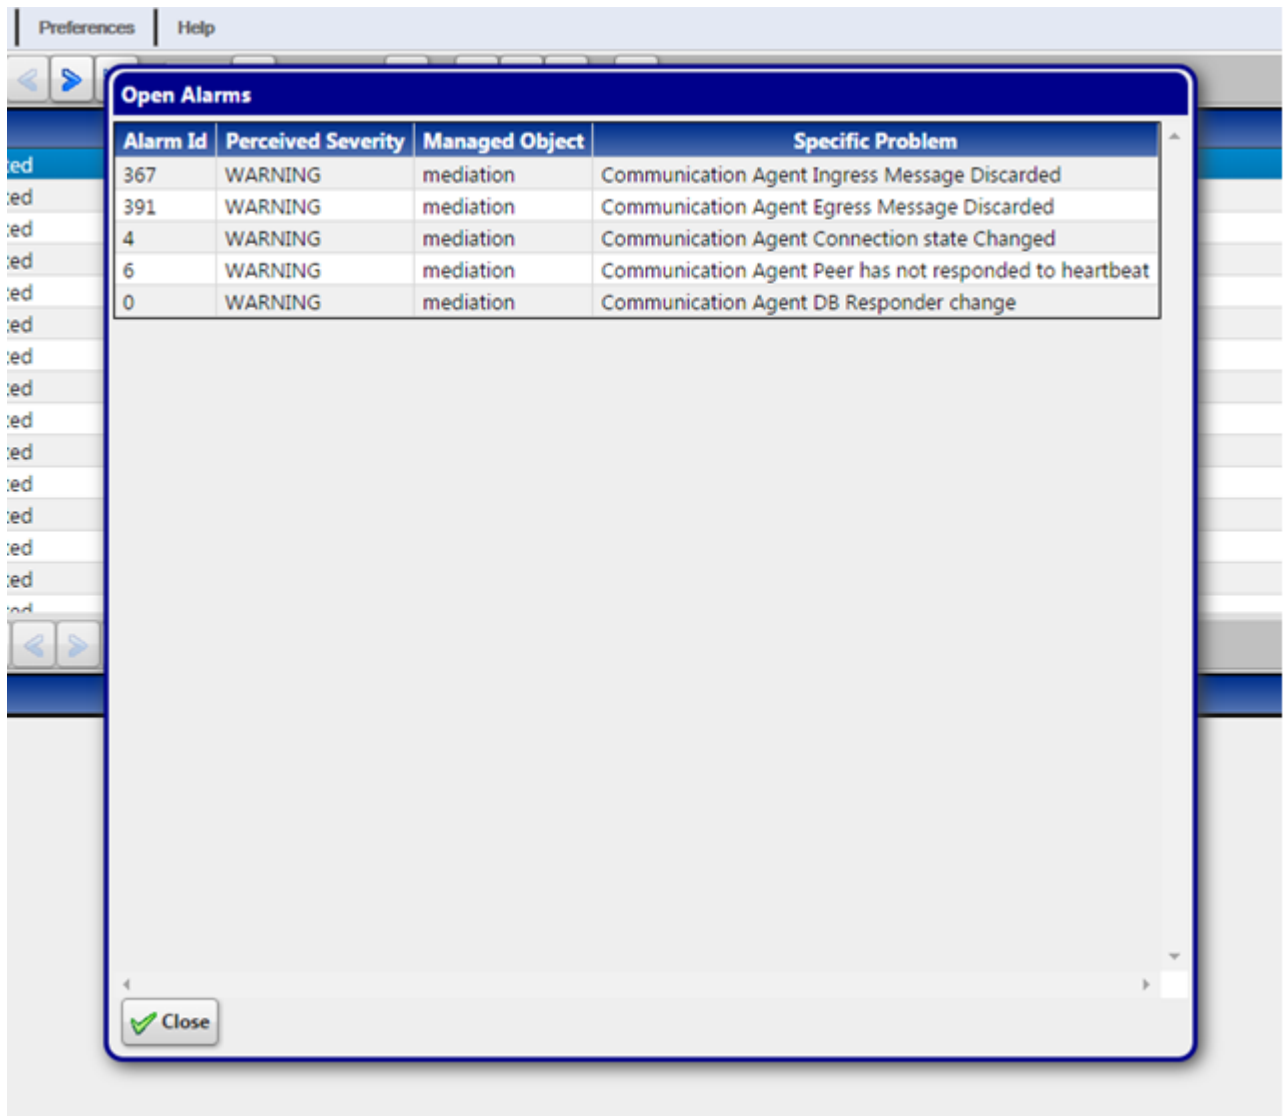 Preferences Help
Open Alarms
Alarm Id Perceived Severity Managed Object Specific Problem
367 WARNING mediation Communication Agent Ingress Message Discarded
391 WARNING mediation Communication Agent Egress Message Discarded
4 WARNING mediation Communication Agent Connection state Changed
6 WARNING mediation Communication Agent Peer has not responded to heartbeat
0 WARNING mediation Communication Agent DB Responder change
Close